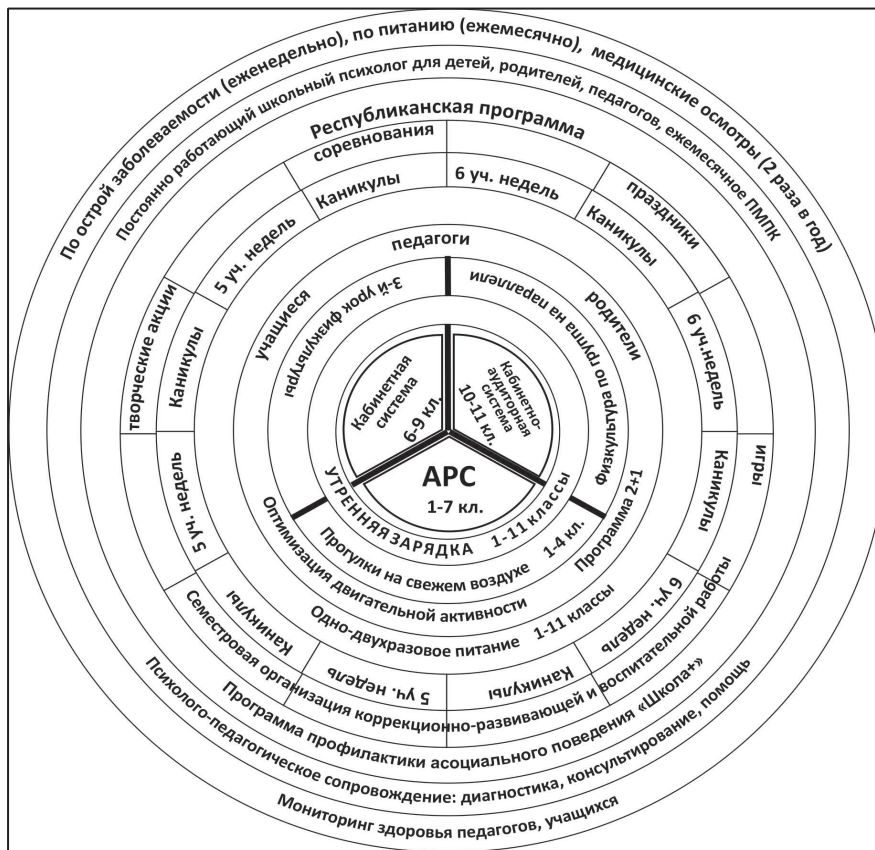 По острой заболеваемости (еженедельно), по питанию (ежемесячно), медицинские осмотры (2 раза в год)
Постоянно работающий школьный психолог для детей, родителей, педагогов, ежемесячное ПМПК
Республиканская программа
творческие акции
соревнования
праздники
игры
Каникулы
5 уч. недель
Каникулы
6 уч. недель
Каникулы
6 уч.недель
Каникулы
6 уч. недель
Каникулы
5 уч. недель
Каникулы
5 уч. недель
учащиеся
педагоги
родители
3-й урок физкультуры
Физкультура по группа на параллели
Кабинетная система
6-9 кл.
Кабинетно-
аудиторная
система
10-11 кл.
АРС
1-7 кл.
УТРЕННЯЯ ЗАРЯДКА 1-11 классы
Прогулки на свежем воздухе 1-4 кл.
Оптимизация двигательной активности Программа 2+1
Одно-двухразовое питание 1-11 классы
Семестровая организация коррекционно-развивающей и воспитательной работы
Программа профилактики асоциального поведения «Школа+»
Психолого-педагогическое сопровождение: диагностика, консультирование, помощь
Мониторинг здоровья педагогов, учащихся